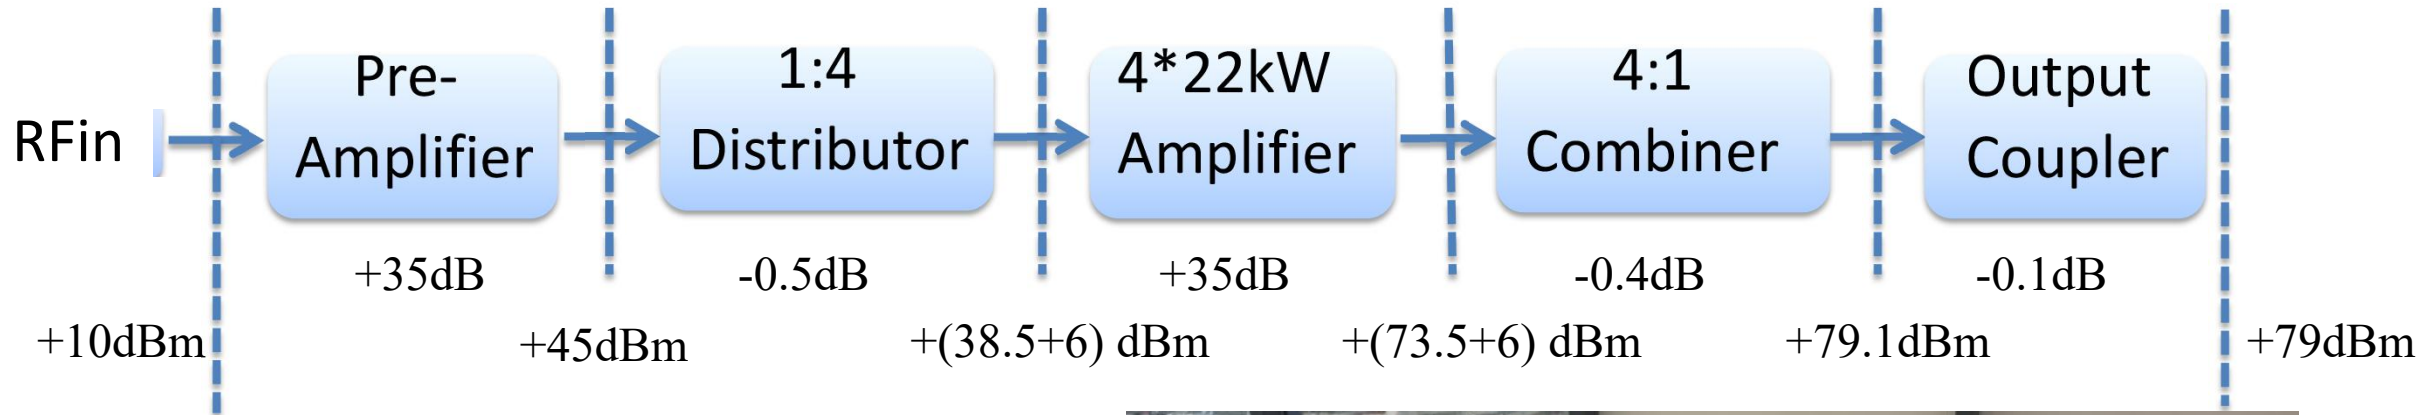 RFin
Pre-
Amplifier
1:4
Distributor
4*22kW
Amplifier
4:1
Combiner
Output
Coupler
+35dB
-0.5dB
+35dB
-0.4dB
-0.1dB
+10dBm
+45dBm
+(38.5+6) dBm
+(73.5+6) dBm
+79.1dBm
+79dBm